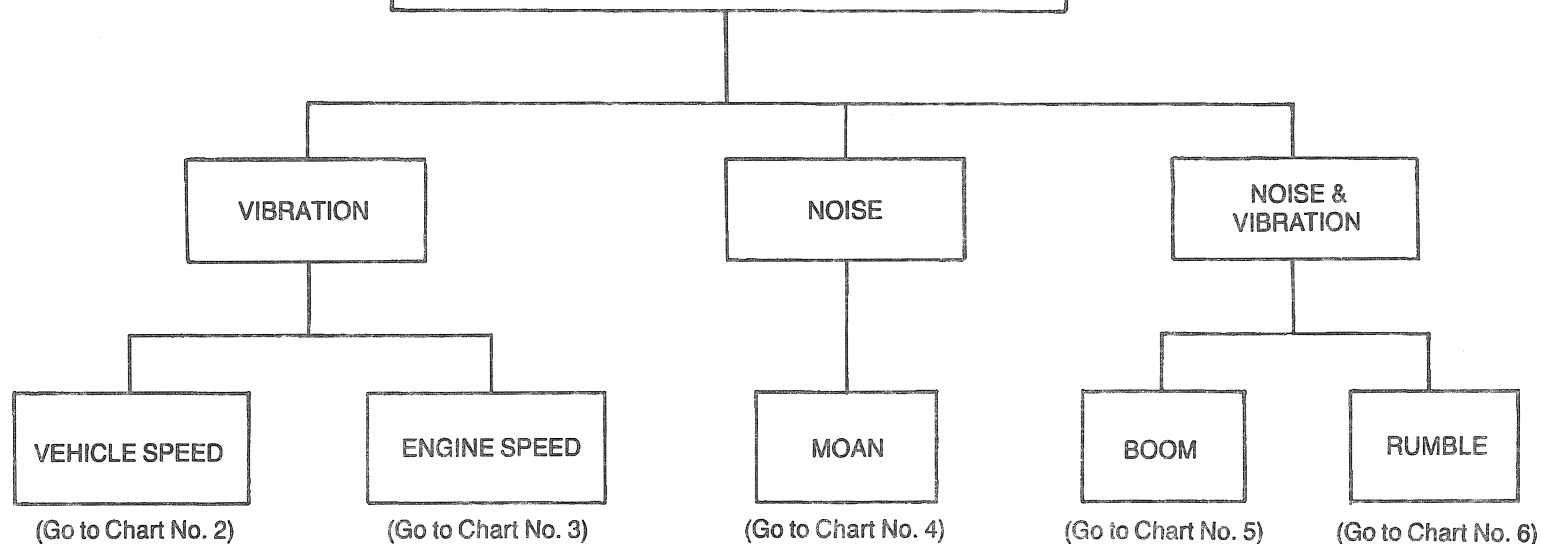 VIBRATION
NOISE
NOISE &
VIBRATION
VEHICLE SPEED
ENGINE SPEED
MOAN
BOOM
RUMBLE
(Go to Chart No. 2)
(Go to Chart No. 3)
(Go to Chart No. 4)
(Go to Chart No. 5)
(Go to Chart No. 6)